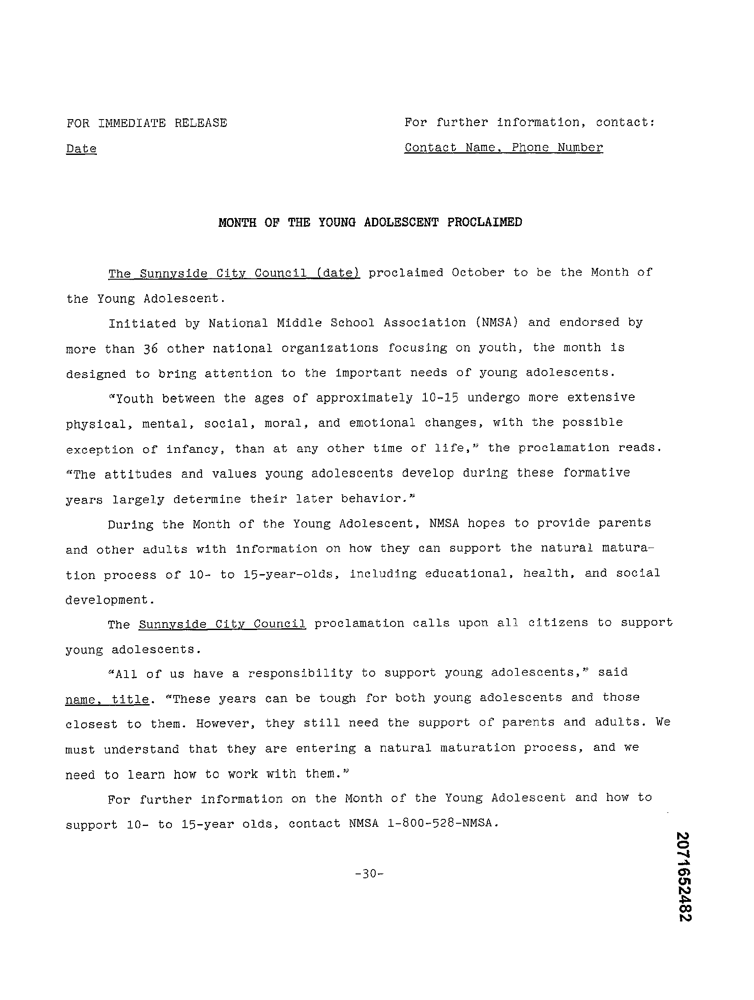 FOR IMMEDIATE RELEASE
For further information, contact:
Date
Contact Name, Phone Number
MONTH OF THE YOUNG ADOLESCENT PROCLAIMED
The Sunnyside City Council (date) proclaimed October to be the Month of
the Young Adolescent.
Initiated by National Middle School Association (NMSA) and endorsed by
more than 36 other national organizations focusing on youth, the month is
designed to bring attention to the important needs of young adolescents.
“Youth between the ages of approximately 10-15 undergo more extensive
physical, mental, social, moral, and emotional changes, with the possible
exception of infancy, than at any other time of life,” the proclamation reads.
“The attitudes and values young adolescents develop during these formative
years largely determine their later behavior.”
During the Month of the Young Adolescent, NMSA hopes to provide parents
and other adults with information on how they can support the natural matura-
tion process of 10- to 15-year-olds, including educational, health, and social
development.
The Sunnyside City Council proclamation calls upon all citizens to support
young adolescents.
“All of us have a responsibility to support young adolescents,” said
name, title. “These years can be tough for both young adolescents and those
closest to them. However, they still need the support of parents and adults. We
must understand that they are entering a natural maturation process, and we
need to learn how to work with them.”
For further information on the Month of the Young Adolescent and how to
support 10- to 15-year olds, contact NMSA 1-800-528-NMSA.
-30-
2071652482